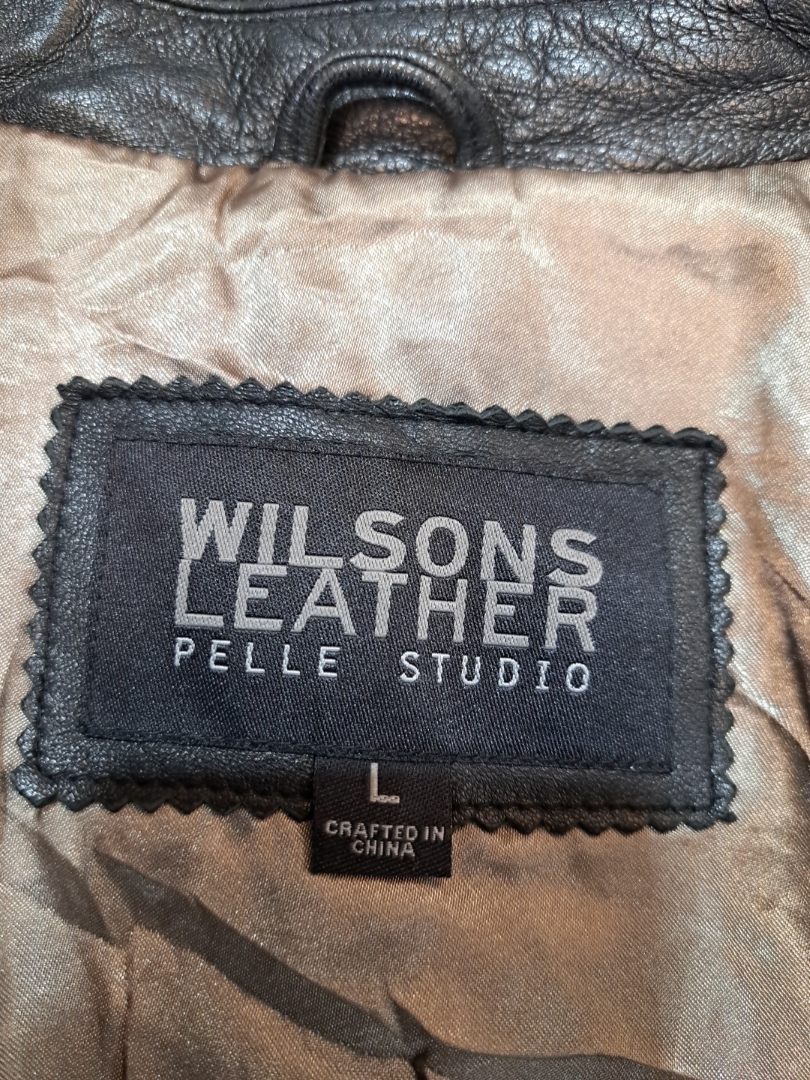 WILSONS
LEATHER
PELLE STUDIO
L
CRAFTED IN
CHINA